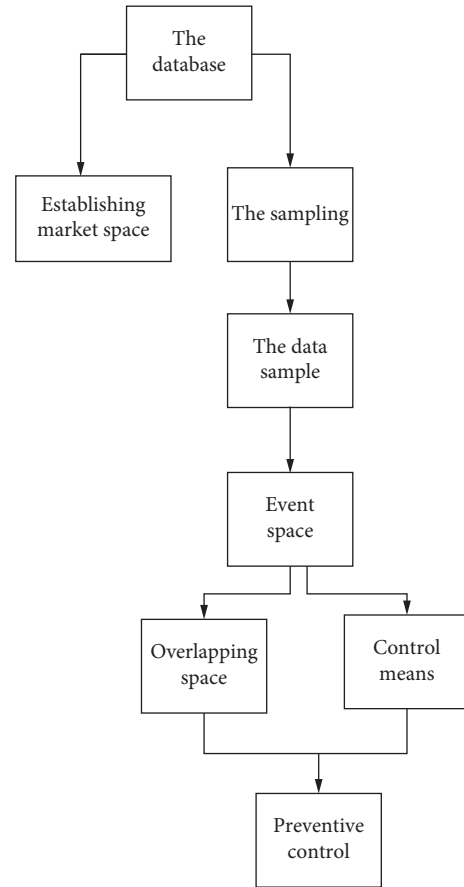 The
database
Establishing
market space
The sampling
The data
sample
Event
space
Overlapping
space
Control
means
Preventive
control